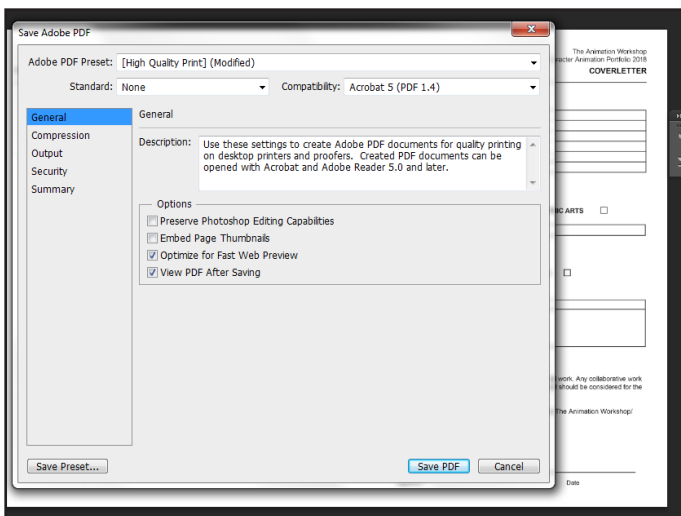 Save Adobe PDF
Adobe PDF Preset: [High Quality Print] (Modified)
Standard: None
Compatibility: Acrobat 5 (PDF 1.4)
General
Compression
Output
Security
Summary
General
Description: Use these settings to create Adobe PDF documents for quality printing
on desktop printers and proofers. Created PDF documents can be
opened with Acrobat and Adobe Reader 5.0 and later.
Options
Preserve Photoshop Editing Capabilities
Embed Page Thumbnails
Optimize for Fast Web Preview
View PDF After Saving
Save Preset...
Save PDF
Cancel
The Animation Workshop
Animation Portfolio 2018
COVERLETTER
ARTS
work. Any collaborative work
should be considered for the
The Animation Workshop/
Date